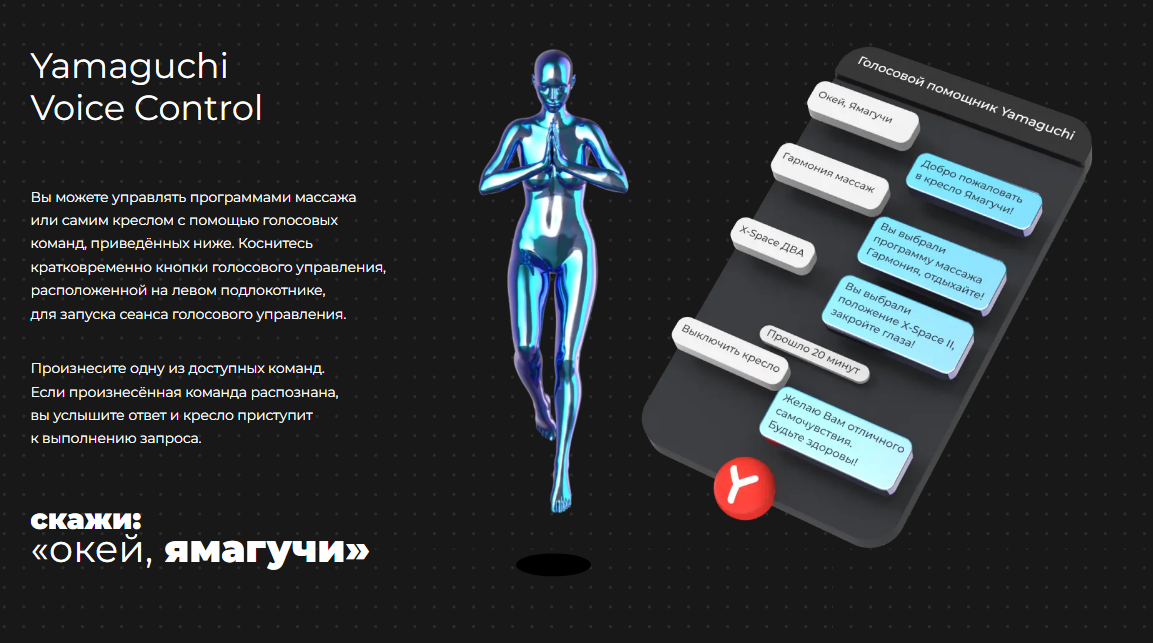 Yamaguchi
Voice Control
Вы можете управлять программами массажа
или самим креслом с помощью голосовых
команд, приведённых ниже. Коснитесь
кратковременно кнопки голосового управления,
расположенной на левом подлокотнике,
для запуска сеанса голосового управления.
Произнесите одну из доступных команд.
Если произнесённая команда распознана,
вы услышите ответ и кресло приступит
к выполнению запроса.
скажи:
«окей, ямагучи»
Голосовой помощник Yamaguchi
Окей, Ямагучи
Добро пожаловать
в кресло Ямагучи!
Гармония массаж
Вы выбрали
программу массажа
Гармония, отдыхайте!
X-Space ДВА
Вы выбрали
положение X-Space II,
закройте глаза!
Прошло 20 минут
Выключить кресло
Желаю Вам отличного
самочувствия.
Будьте здоровы!